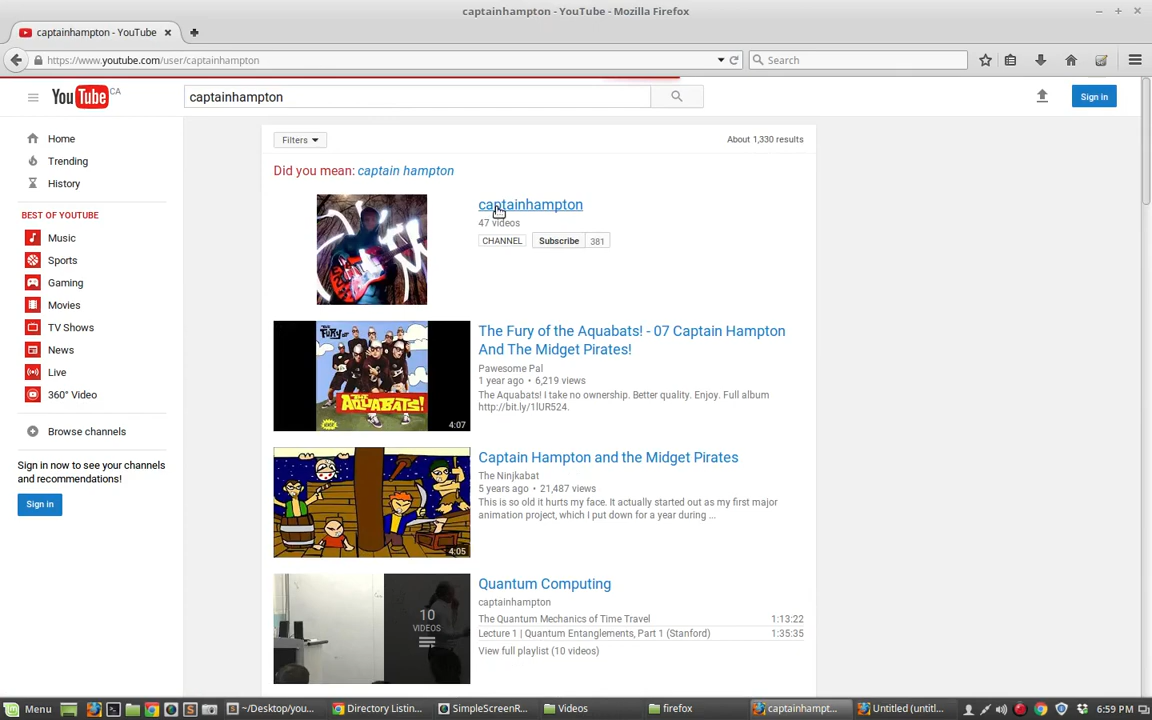 captainhampton - YouTube - Mozilla Firefox
captainhampton - YouTube
https://www.youtube.com/user/captainhampton
Search
YouTube CA
captainhampton
Sign in
Home
Trending
History
BEST OF YOUTUBE
Music
Sports
Gaming
Movies
TV Shows
News
Live
360° Video
Browse channels
Sign in now to see your channels
and recommendations!
Sign in
Filters
About 1,330 results
Did you mean: captain hampton
captainhampton
47 videos
CHANNEL
Subscribe 381
THE FURY OF THE
AQUABATS!
4:07
The Fury of the Aquabats! - 07 Captain Hampton
And The Midget Pirates!
Pawesome Pal
1 year ago • 6,219 views
The Aquabats! I take no ownership. Better quality. Enjoy. Full album
http://bit.ly/1lUR524.
4:05
Captain Hampton and the Midget Pirates
The Ninjkabat
5 years ago • 21,487 views
This is so old it hurts my face. It actually started out as my first major
animation project, which I put down for a year during ...
10
VIDEOS
Quantum Computing
captainhampton
The Quantum Mechanics of Time Travel 1:13:22
Lecture 1 | Quantum Entanglements, Part 1 (Stanford) 1:35:35
View full playlist (10 videos)
Menu
~/Desktop/you...
Directory Listin...
SimpleScreenR...
Videos
firefox
captainhampt...
Untitled (untitl...
6:59 PM